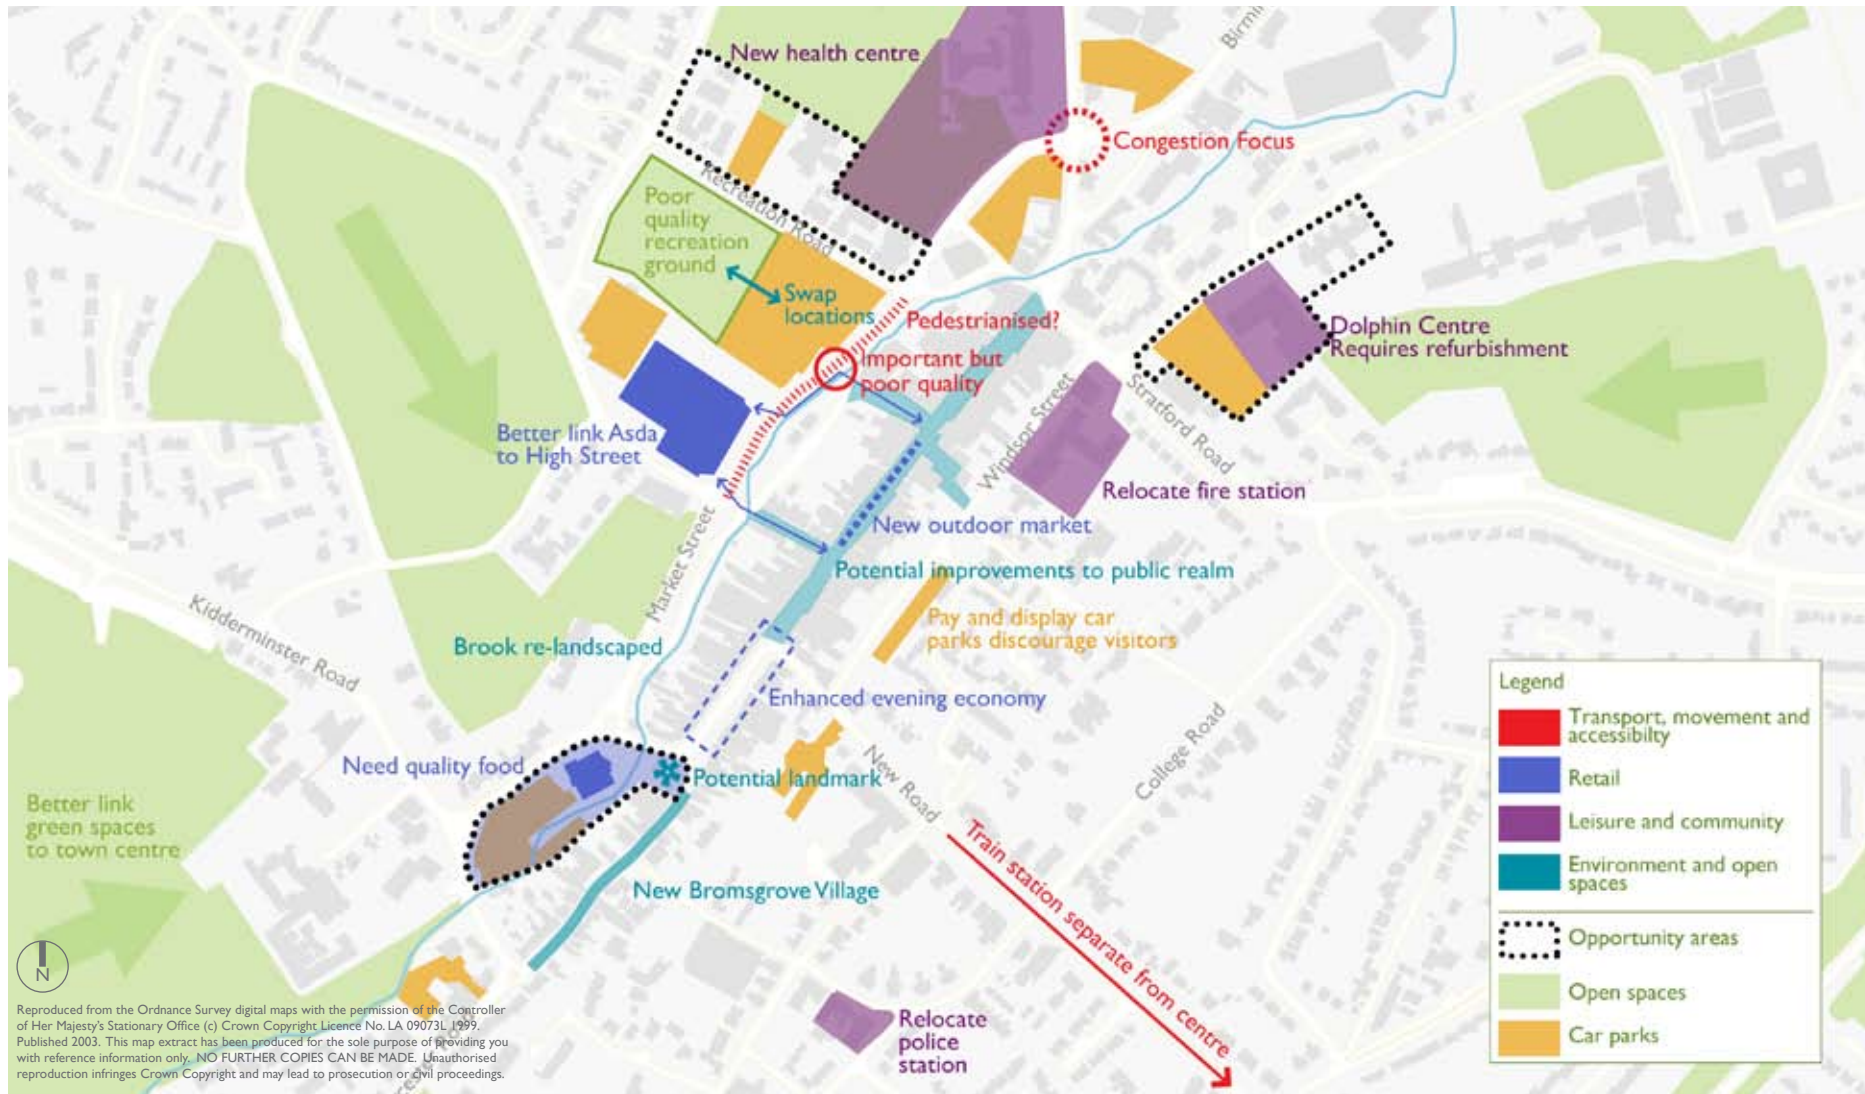 Birmi
New health centre
Congestion Focus
Recreation Road
Poor
quality
recreation
ground
Swap
locations
Pedestrianised?
Important but
poor quality
Dolphin Centre
Requires refurbishment
Windsor Street
Stratford Road
Better link Asda
to High Street
Relocate fire station
New outdoor market
Market Street
Potential improvements to public realm
Kidderminster Road
Pay and display car
parks discourage visitors
Brook re-landscaped
Enhanced evening economy
Need quality food
Potential landmark
New Road
College Road
Better link
green spaces
to town centre
Train station separate from centre
New Bromsgrove Village
Relocate
police
station
Legend
Transport, movement and
accessibilty
Retail
Leisure and community
Environment and open
spaces
Opportunity areas
Open spaces
Car parks
N
Reproduced from the Ordnance Survey digital maps with the permission of the Controller
of Her Majesty's Stationary Office (c) Crown Copyright Licence No. LA 09073L 1999.
Published 2003. This map extract has been produced for the sole purpose of providing you
with reference information only. NO FURTHER COPIES CAN BE MADE. Unauthorised
reproduction infringes Crown Copyright and may lead to prosecution or civil proceedings.